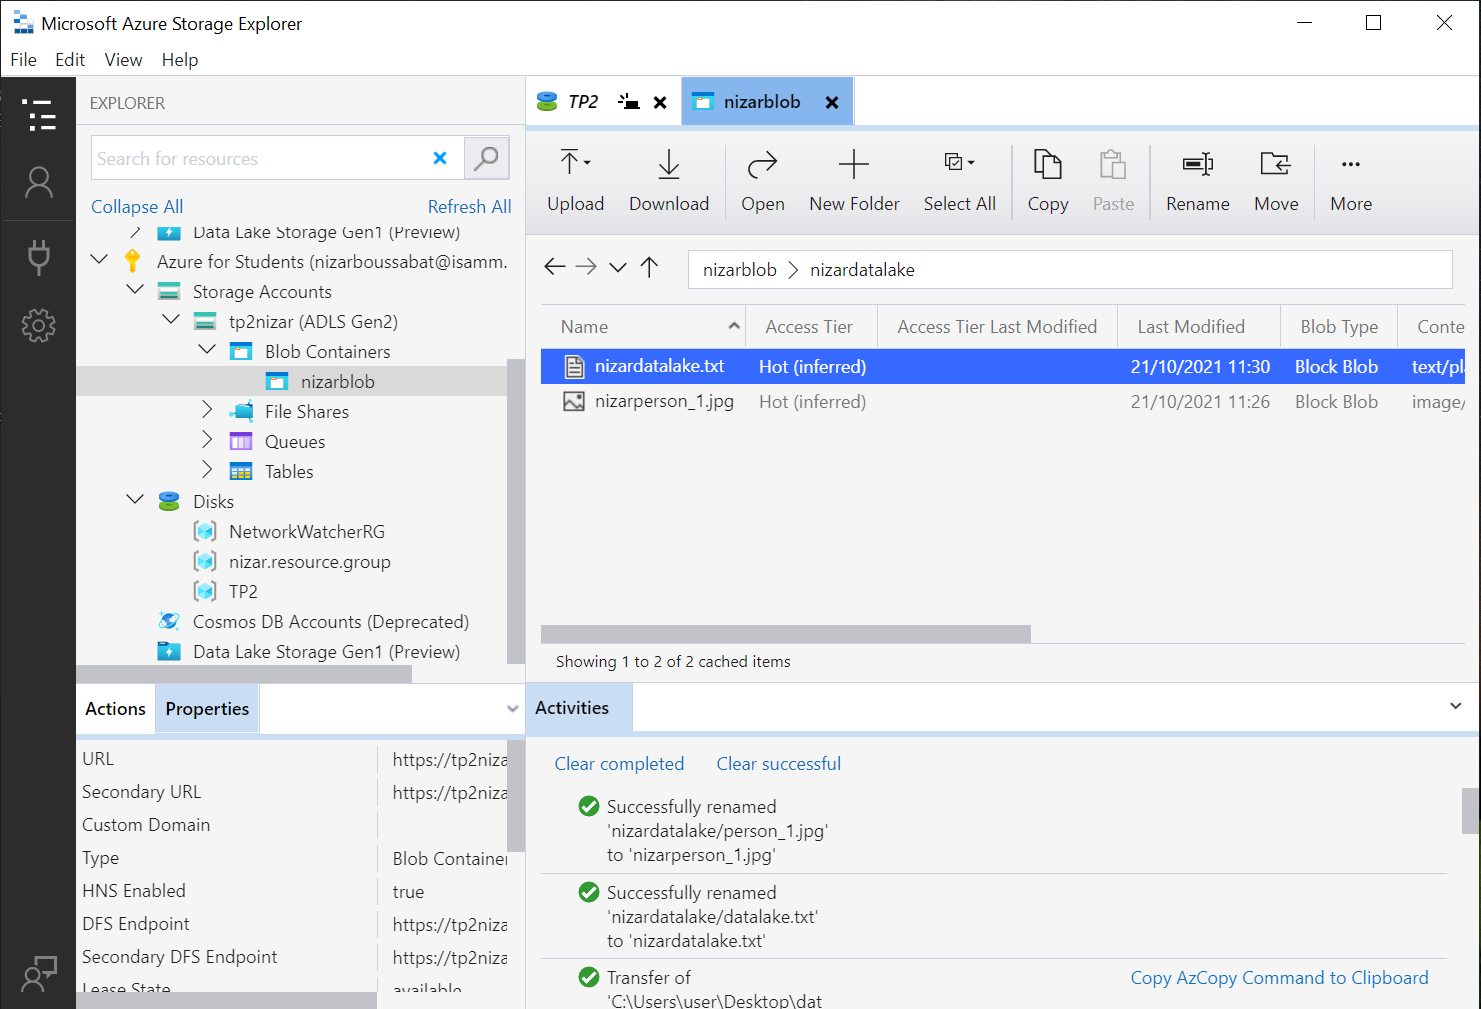 Microsoft Azure Storage Explorer
File Edit View Help
EXPLORER
Search for resources
Collapse All Refresh All
Data Lake Storage Gen1 (Preview)
Azure for Students (nizarboussabat@isamm.
Storage Accounts
tp2nizar (ADLS Gen2)
Blob Containers
nizarblob
File Shares
Queues
Tables
Disks
NetworkWatcherRG
nizar.resource.group
TP2
Cosmos DB Accounts (Deprecated)
Data Lake Storage Gen1 (Preview)
Actions Properties
URL https://tp2niza
Secondary URL https://tp2niza
Custom Domain
Type Blob Container
HNS Enabled true
DFS Endpoint https://tp2niza
Secondary DFS Endpoint https://tp2niza
Lease State available
TP2 nizarblob
Upload Download Open New Folder Select All Copy Paste Rename Move More
nizarblob > nizardatalake
Name Access Tier Access Tier Last Modified Last Modified Blob Type Conte
nizardatalake.txt Hot (inferred) 21/10/2021 11:30 Block Blob text/pl
nizarperson_1.jpg Hot (inferred) 21/10/2021 11:26 Block Blob image/
Showing 1 to 2 of 2 cached items
Activities
Clear completed Clear successful
Successfully renamed
'nizardatalake/person_1.jpg'
to 'nizarperson_1.jpg'
Successfully renamed
'nizardatalake/datalake.txt'
to 'nizardatalake.txt'
Transfer of Copy AzCopy Command to Clipboard
'C:\Users\user\Desktop\dat